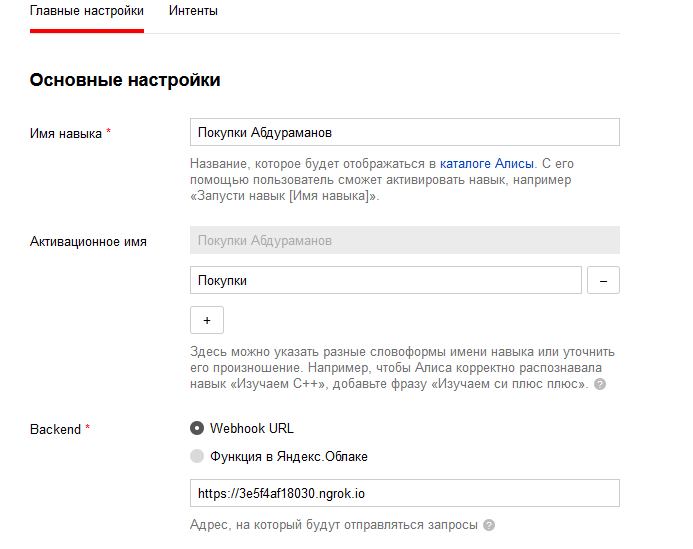 Главные настройки Интенты
Основные настройки
Имя навыка *
Покупки Абдураманов
Название, которое будет отображаться в каталоге Алисы. С его
помощью пользователь сможет активировать навык, например
«Запусти навык [Имя навыка]».
Активационное имя
Покупки Абдураманов
Покупки
–
+
Здесь можно указать разные словоформы имени навыка или уточнить
его произношение. Например, чтобы Алиса корректно распознавала
навык «Изучаем C++», добавьте фразу «Изучаем си плюс плюс». ?
Backend *
Webhook URL
Функция в Яндекс.Облаке
https://3e5f4af18030.ngrok.io
Адрес, на который будут отправляться запросы ?